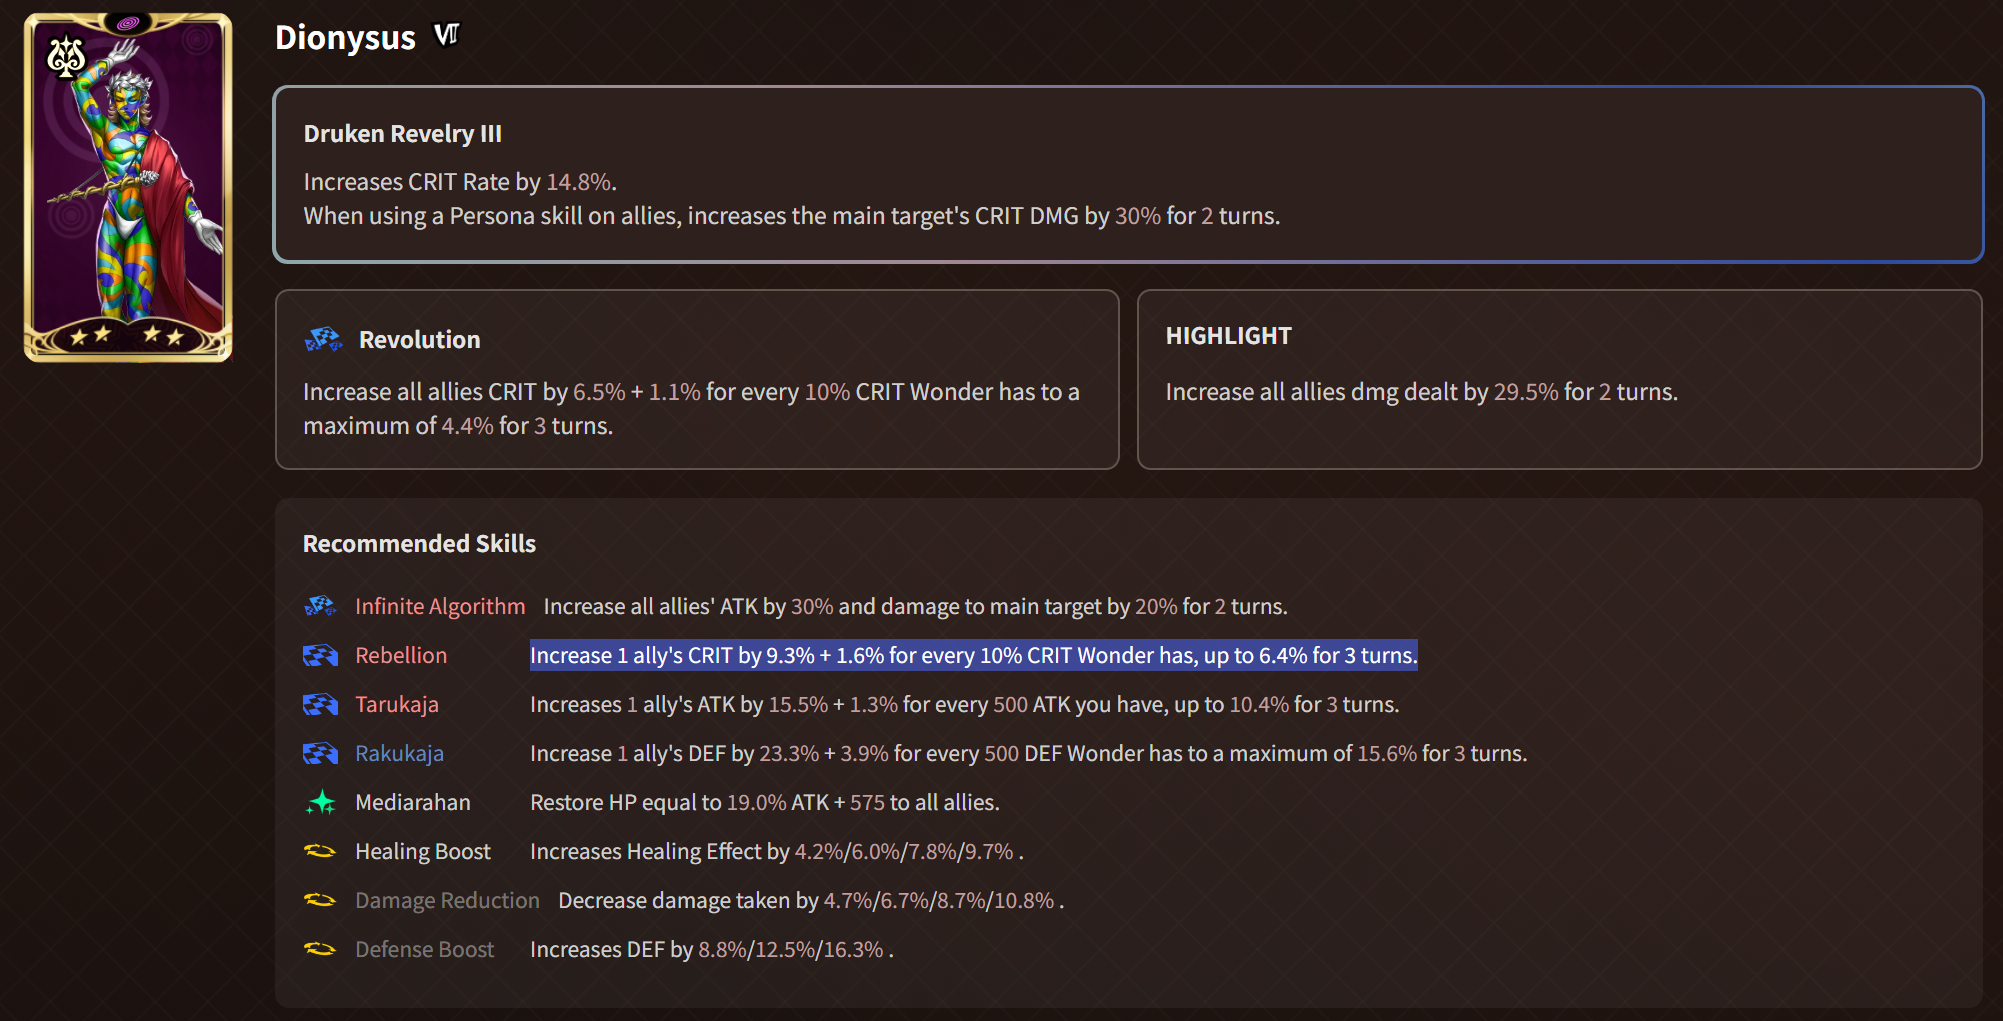 Dionysus VII
Druken Revelry III
Increases CRIT Rate by 14.8%.
When using a Persona skill on allies, increases the main target's CRIT DMG by 30% for 2 turns.
Revolution
Increase all allies CRIT by 6.5% + 1.1% for every 10% CRIT Wonder has to a
maximum of 4.4% for 3 turns.
HIGHLIGHT
Increase all allies dmg dealt by 29.5% for 2 turns.
Recommended Skills
Infinite Algorithm Increase all allies' ATK by 30% and damage to main target by 20% for 2 turns.
Rebellion Increase 1 ally's CRIT by 9.3% + 1.6% for every 10% CRIT Wonder has, up to 6.4% for 3 turns.
Tarukaja Increases 1 ally's ATK by 15.5% + 1.3% for every 500 ATK you have, up to 10.4% for 3 turns.
Rakukaja Increase 1 ally's DEF by 23.3% + 3.9% for every 500 DEF Wonder has to a maximum of 15.6% for 3 turns.
Mediarahan Restore HP equal to 19.0% ATK + 575 to all allies.
Healing Boost Increases Healing Effect by 4.2%/6.0%/7.8%/9.7% .
Damage Reduction Decrease damage taken by 4.7%/6.7%/8.7%/10.8% .
Defense Boost Increases DEF by 8.8%/12.5%/16.3% .